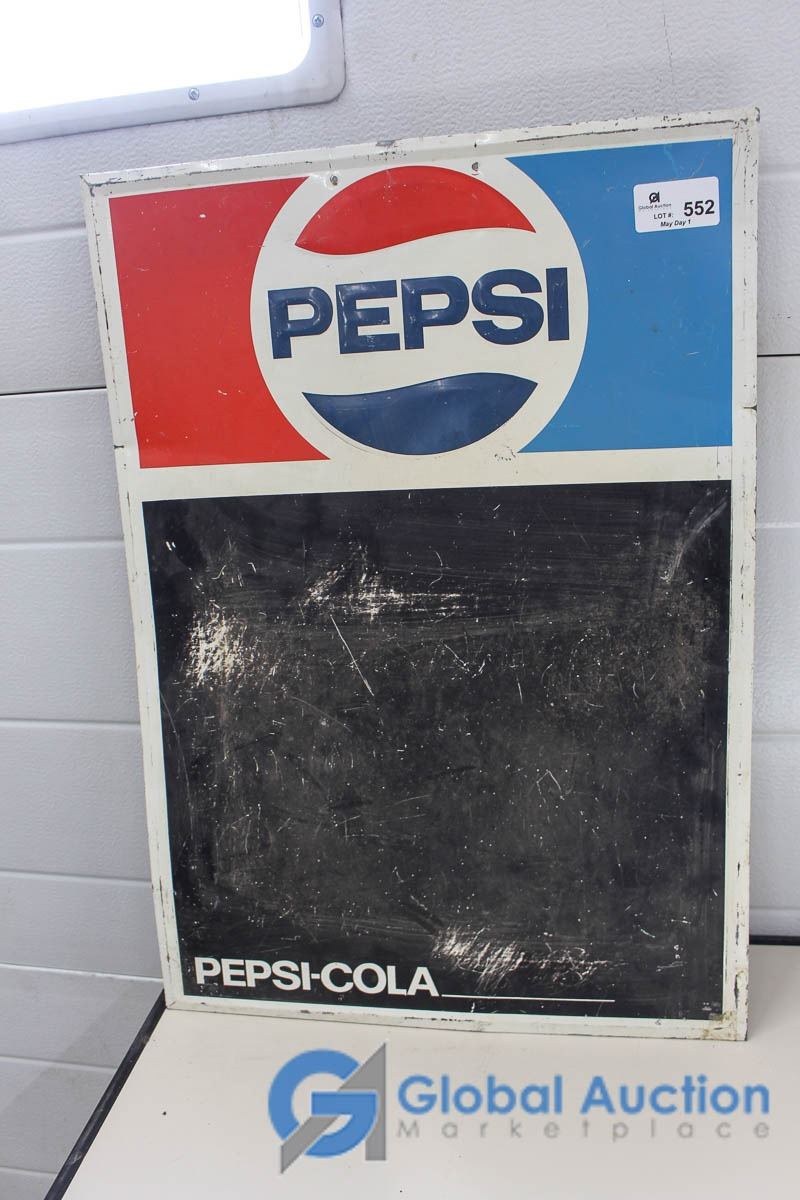 Global Auction
LOT #: 552
May Day 1
PEPSI
PEPSI-COLA
Global Auction
Marketplace